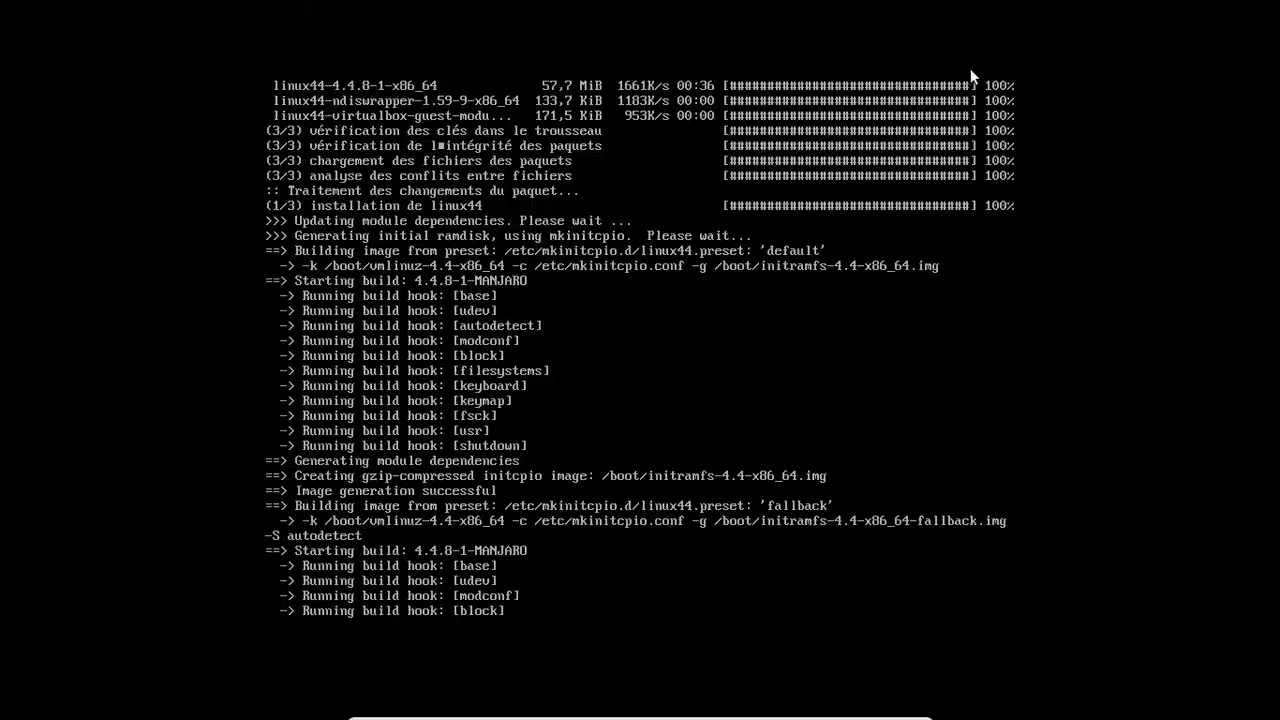 linux44-4.4.8-1-x86_64 57,7 MiB 1661K/s 00:36 [################################] 100%
linux44-ndiswrapper-1.59-9-x86_64 133,7 KiB 1183K/s 00:00 [################################] 100%
linux44-virtualbox-guest-modu... 171,5 KiB 953K/s 00:00 [################################] 100%
(3/3) vérification des clés dans le trousseau [################################] 100%
(3/3) vérification de l■intégrité des paquets [################################] 100%
(3/3) chargement des fichiers des paquets [################################] 100%
(3/3) analyse des conflits entre fichiers [################################] 100%
:: Traitement des changements du paquet...
(1/3) installation de linux44 [################################] 100%
>>> Updating module dependencies. Please wait ...
>>> Generating initial ramdisk, using mkinitcpio. Please wait...
==> Building image from preset: /etc/mkinitcpio.d/linux44.preset: 'default'
-> -k /boot/vmlinuz-4.4-x86_64 -c /etc/mkinitcpio.conf -g /boot/initramfs-4.4-x86_64.img
==> Starting build: 4.4.8-1-MANJARO
-> Running build hook: [base]
-> Running build hook: [udev]
-> Running build hook: [autodetect]
-> Running build hook: [modconf]
-> Running build hook: [block]
-> Running build hook: [filesystems]
-> Running build hook: [keyboard]
-> Running build hook: [keymap]
-> Running build hook: [fsck]
-> Running build hook: [usr]
-> Running build hook: [shutdown]
==> Generating module dependencies
==> Creating gzip-compressed initcpio image: /boot/initramfs-4.4-x86_64.img
==> Image generation successful
==> Building image from preset: /etc/mkinitcpio.d/linux44.preset: 'fallback'
-> -k /boot/vmlinuz-4.4-x86_64 -c /etc/mkinitcpio.conf -g /boot/initramfs-4.4-x86_64-fallback.img
-S autodetect
==> Starting build: 4.4.8-1-MANJARO
-> Running build hook: [base]
-> Running build hook: [udev]
-> Running build hook: [modconf]
-> Running build hook: [block]